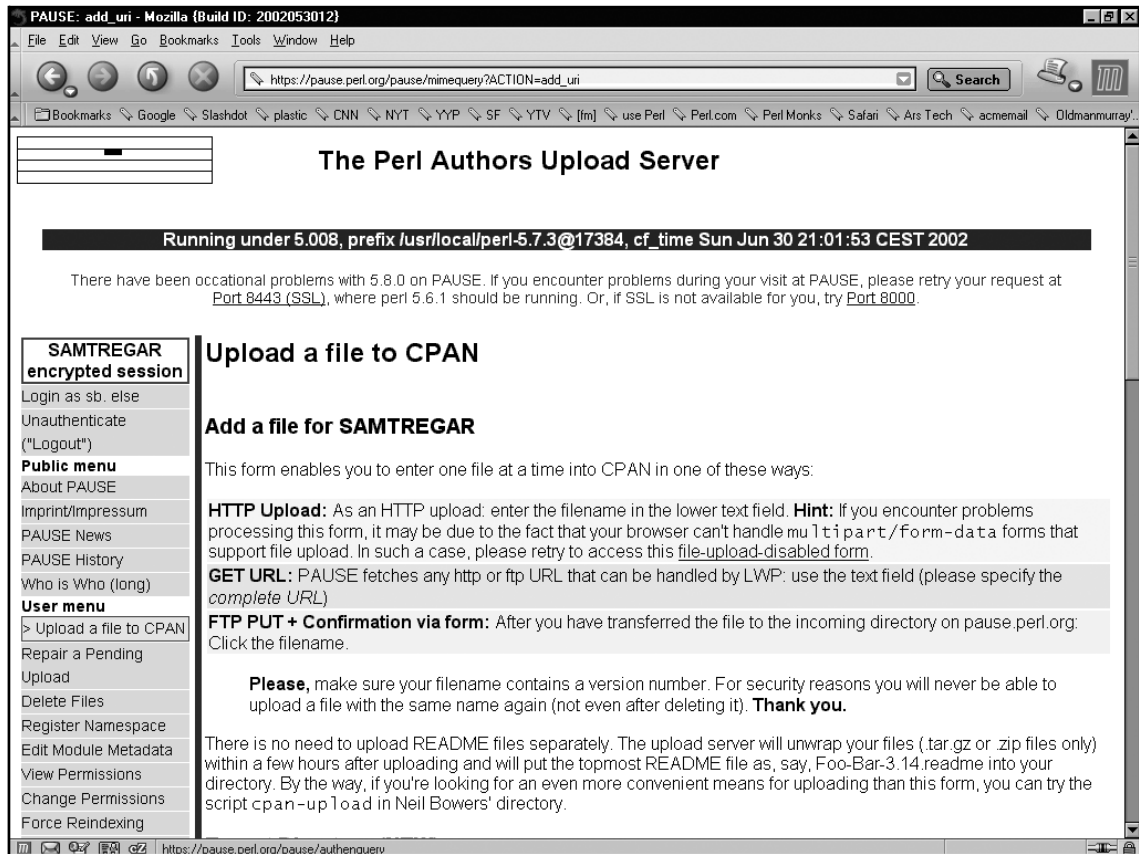 PAUSE: add_uri - Mozilla {Build ID: 2002053012}
File Edit View Go Bookmarks Tools Window Help
https://pause.perl.org/pause/mimequery?ACTION=add_uri Search
Bookmarks Google Slashdot plastic CNN NYT YYP SF YTV [fm] use Perl Perl.com Perl Monks Safari Ars Tech acmemail Oldmanmurray'..
The Perl Authors Upload Server
Running under 5.008, prefix /usr/local/perl-5.7.3@17384, cf_time Sun Jun 30 21:01:53 CEST 2002
There have been occational problems with 5.8.0 on PAUSE. If you encounter problems during your visit at PAUSE, please retry your request at
Port 8443 (SSL), where perl 5.6.1 should be running. Or, if SSL is not available for you, try Port 8000.
SAMTREGAR
encrypted session
Login as sb. else
Unauthenticate
("Logout")
Public menu
About PAUSE
Imprint/Impressum
PAUSE News
PAUSE History
Who is Who (long)
User menu
> Upload a file to CPAN
Repair a Pending
Upload
Delete Files
Register Namespace
Edit Module Metadata
View Permissions
Change Permissions
Force Reindexing
Upload a file to CPAN
Add a file for SAMTREGAR
This form enables you to enter one file at a time into CPAN in one of these ways:
HTTP Upload: As an HTTP upload: enter the filename in the lower text field. Hint: If you encounter problems
processing this form, it may be due to the fact that your browser can't handle multipart/form-data forms that
support file upload. In such a case, please retry to access this file-upload-disabled form.
GET URL: PAUSE fetches any http or ftp URL that can be handled by LWP: use the text field (please specify the
complete URL)
FTP PUT + Confirmation via form: After you have transferred the file to the incoming directory on pause.perl.org:
Click the filename.
Please, make sure your filename contains a version number. For security reasons you will never be able to
upload a file with the same name again (not even after deleting it). Thank you.
There is no need to upload README files separately. The upload server will unwrap your files (.tar.gz or .zip files only)
within a few hours after uploading and will put the topmost README file as, say, Foo-Bar-3.14.readme into your
directory. By the way, if you're looking for an even more convenient means for uploading than this form, you can try the
script cpan-upload in Neil Bowers' directory.
https://pause.perl.org/pause/authenquery